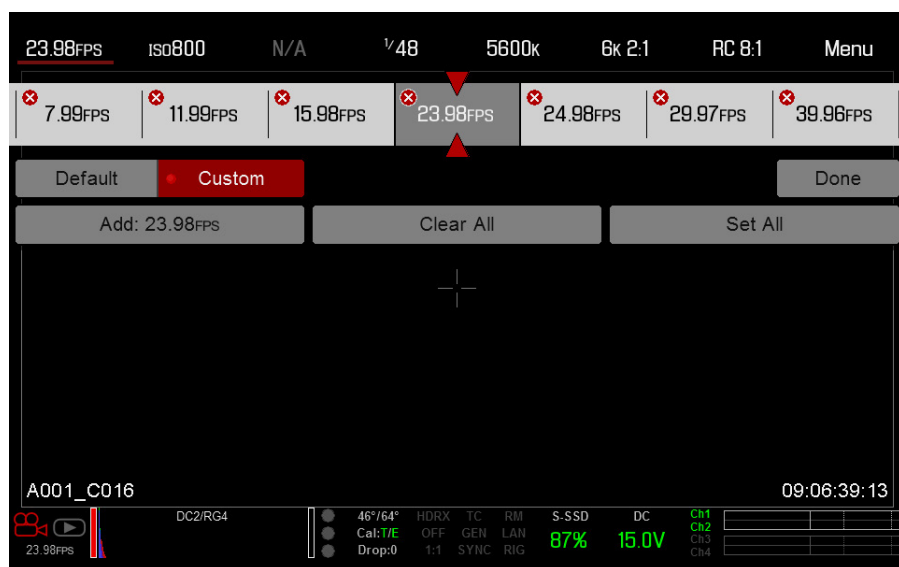 23.98FPS ISO800 N/A 1/48 5600K 6K 2:1 RC 8:1 Menu
7.99FPS 11.99FPS 15.98FPS 23.98FPS 24.98FPS 29.97FPS 39.96FPS
Default Custom Done
Add: 23.98FPS Clear All Set All
A001_C016 09:06:39:13
DC2/RG4 46°/64° HDRX TC RM S-SSD DC Ch1
Cal:T/E OFF GEN LAN 87% 15.0V Ch2
Ch3
23.98FPS Drop:0 1:1 SYNC RIG Ch4